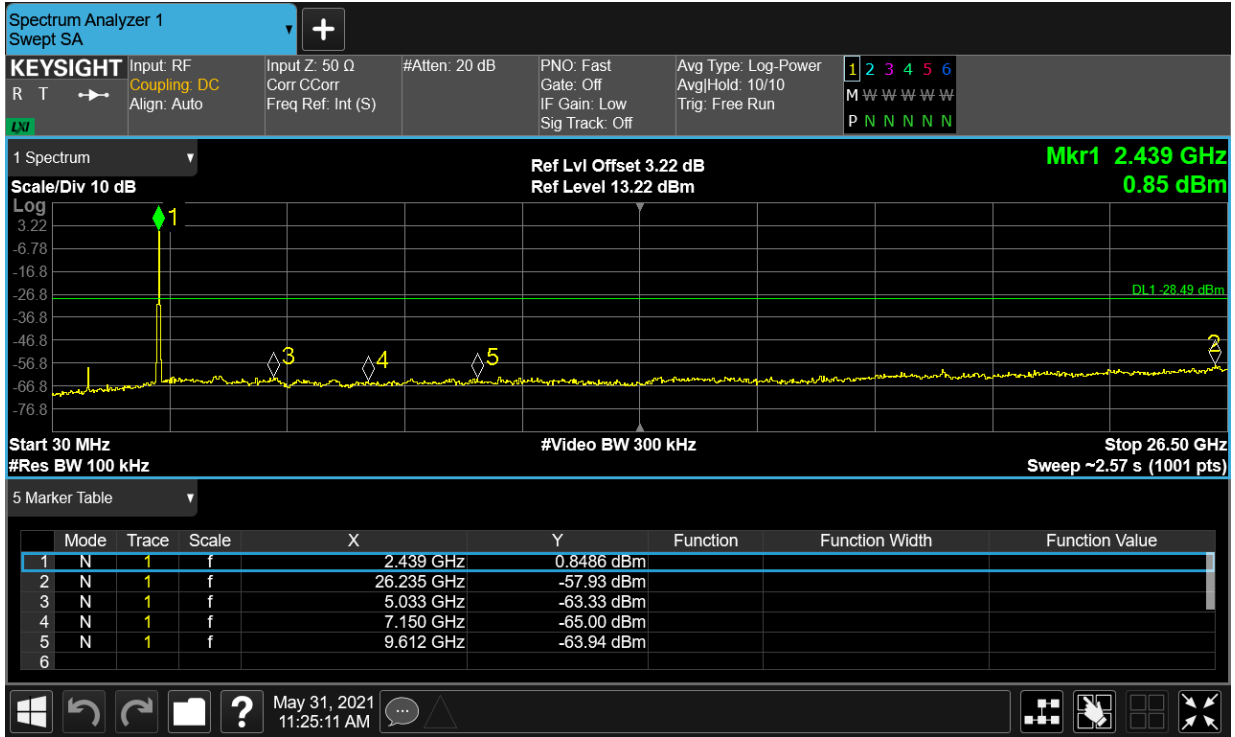 Spectrum Analyzer 1
Swept SA
KEYSIGHT
R T
LXI
Input: RF
Coupling: DC
Align: Auto
Input Z: 50 Ω
Corr CCorr
Freq Ref: Int (S)
#Atten: 20 dB
PNO: Fast
Gate: Off
IF Gain: Low
Sig Track: Off
Avg Type: Log-Power
Avg|Hold: 10/10
Trig: Free Run
1 2 3 4 5 6
M W W W W W
P N N N N N
1 Spectrum
Scale/Div 10 dB
Ref Lvl Offset 3.22 dB
Ref Level 13.22 dBm
Mkr1 2.439 GHz
0.85 dBm
Log
3.22
-6.78
-16.8
-26.8
-36.8
-46.8
-56.8
-66.8
-76.8
1
DL1 -28.49 dBm
3
4
5
2
Start 30 MHz
#Video BW 300 kHz
Stop 26.50 GHz
#Res BW 100 kHz
Sweep ~2.57 s (1001 pts)
5 Marker Table
Mode Trace Scale X Y Function Function Width Function Value
1 N 1 f 2.439 GHz 0.8486 dBm
2 N 1 f 26.235 GHz -57.93 dBm
3 N 1 f 5.033 GHz -63.33 dBm
4 N 1 f 7.150 GHz -65.00 dBm
5 N 1 f 9.612 GHz -63.94 dBm
6
?
May 31, 2021
11:25:11 AM